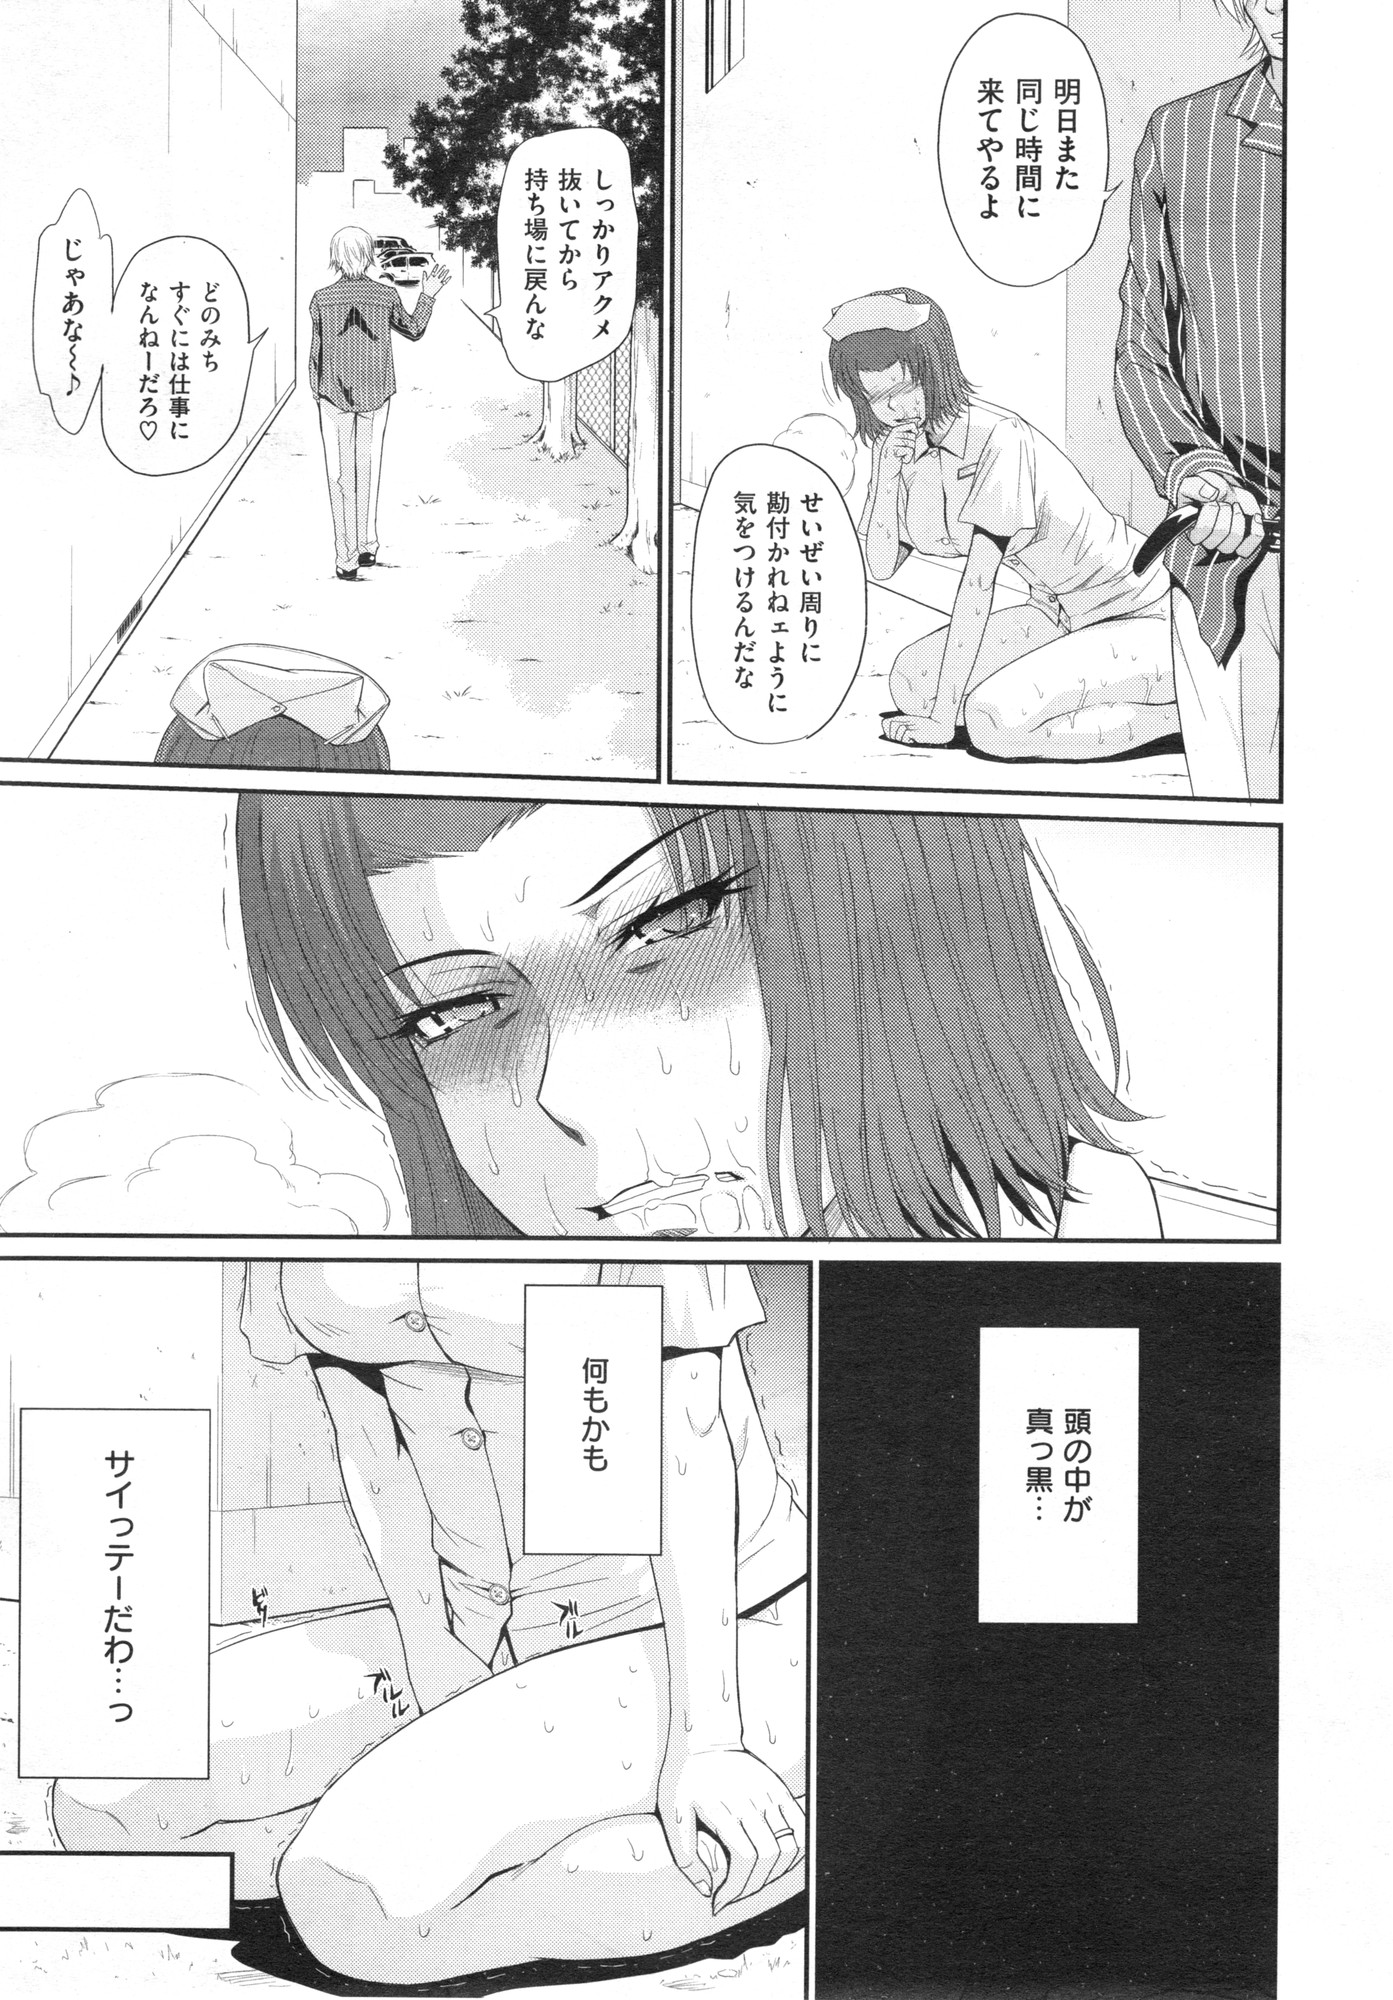 明日また
同じ時間に
来てやるよ
せいぜい周りに
勘付かれねェように
気をつけるんだな
しっかりアクメ
抜いてから
持ち場に戻んな
どのみち
すぐには仕事に
なんねーだろ♡
じゃあな〜♪
頭の中が
真っ黒…
何もかも
サイっテーだわ…っ
ビク
ブルル
ブルル